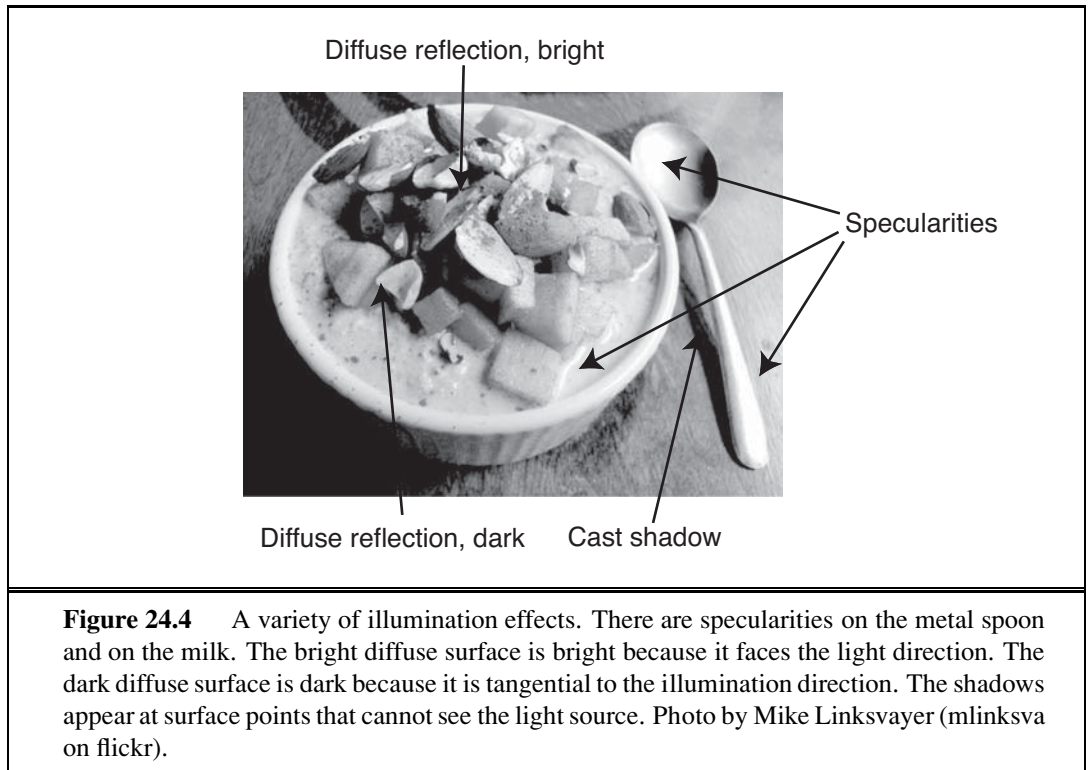 Diffuse reflection, bright
Specularities
Diffuse reflection, dark
Cast shadow
Figure 24.4 A variety of illumination effects. There are specularities on the metal spoon
and on the milk. The bright diffuse surface is bright because it faces the light direction. The
dark diffuse surface is dark because it is tangential to the illumination direction. The shadows
appear at surface points that cannot see the light source. Photo by Mike Linksvayer (mlinksva
on flickr).